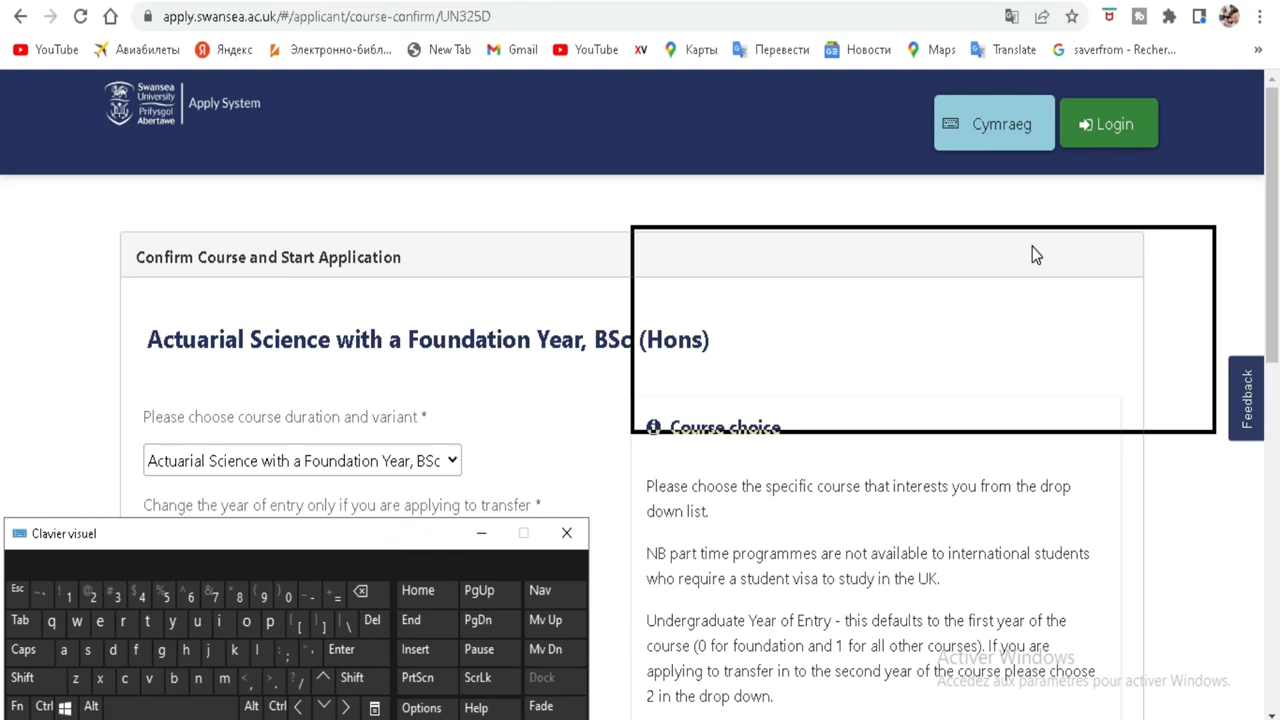 apply.swansea.ac.uk/#/applicant/course-confirm/UN325D
YouTube Авиабилеты Яндекс Электронно-библ... New Tab Gmail YouTube XV Карты Перевести Новости Maps Translate saverfrom - Recher... »
Swansea
University
Prifysgol
Abertawe
Apply System
Cymraeg
Login
Confirm Course and Start Application
Actuarial Science with a Foundation Year, BSc (Hons)
Please choose course duration and variant *
Actuarial Science with a Foundation Year, BSc
Change the year of entry only if you are applying to transfer *
Course choice
Please choose the specific course that interests you from the drop
down list.
NB part time programmes are not available to international students
who require a student visa to study in the UK.
Undergraduate Year of Entry - this defaults to the first year of the
course (0 for foundation and 1 for all other courses). If you are
applying to transfer in to the second year of the course please choose
2 in the drop down.
Feedback
Activer Windows
Accédez aux paramètres pour activer Windows.
Clavier visuel
Esc ~` !1 @2 #3 $4 %5 ^6 &7 *8 (9 )0 _- += Home PgUp Nav
Tab q w e r t y u i o p {[ }] |\ Del End PgDn Mv Up
Caps a s d f g h j k l :; "' Enter Insert Pause Mv Dn
Shift z x c v b n m <, >. ?/ Shift PrtScn ScrLk Dock
Fn Ctrl Alt Alt Ctrl Options Help Fade